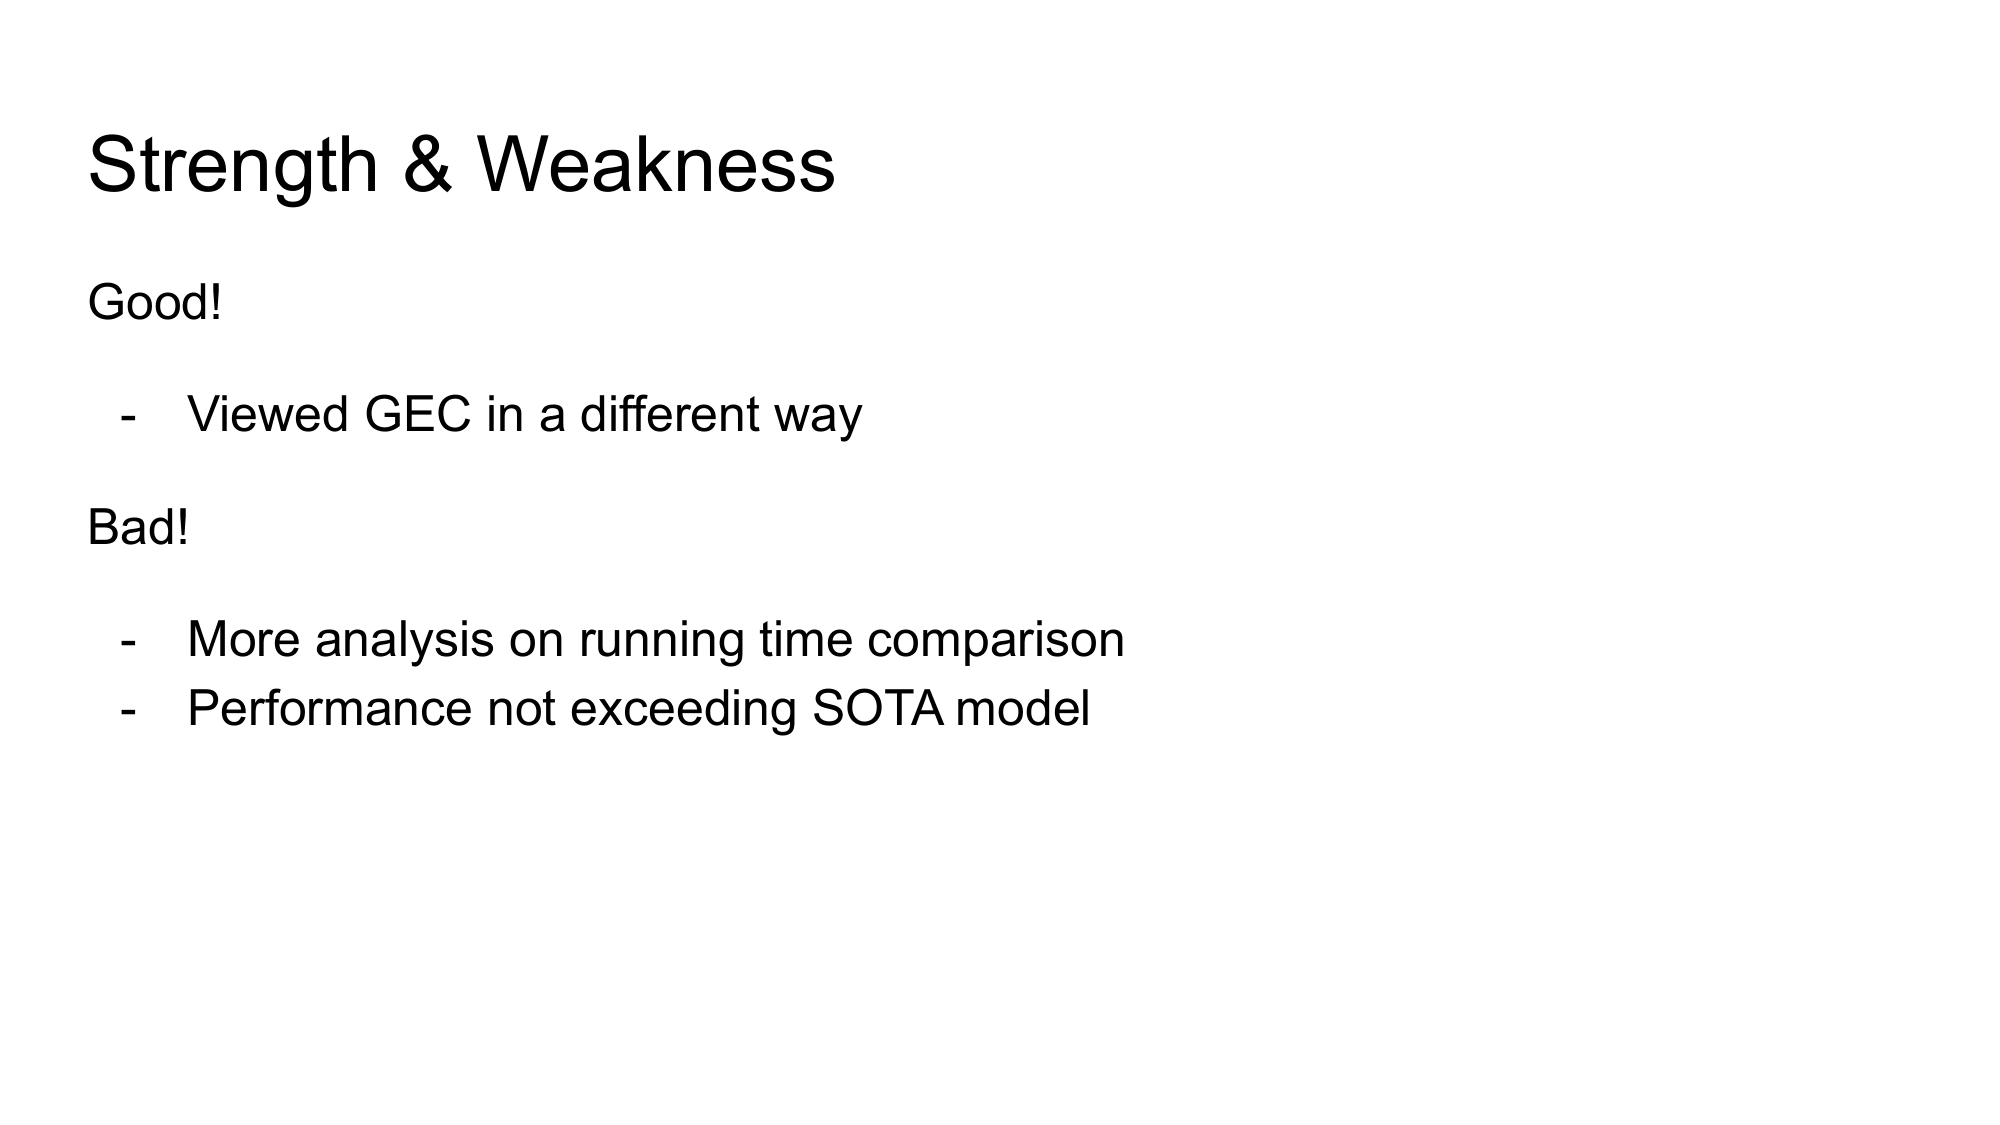 Strength & Weakness
Good!
- Viewed GEC in a different way
Bad!
- More analysis on running time comparison
- Performance not exceeding SOTA model